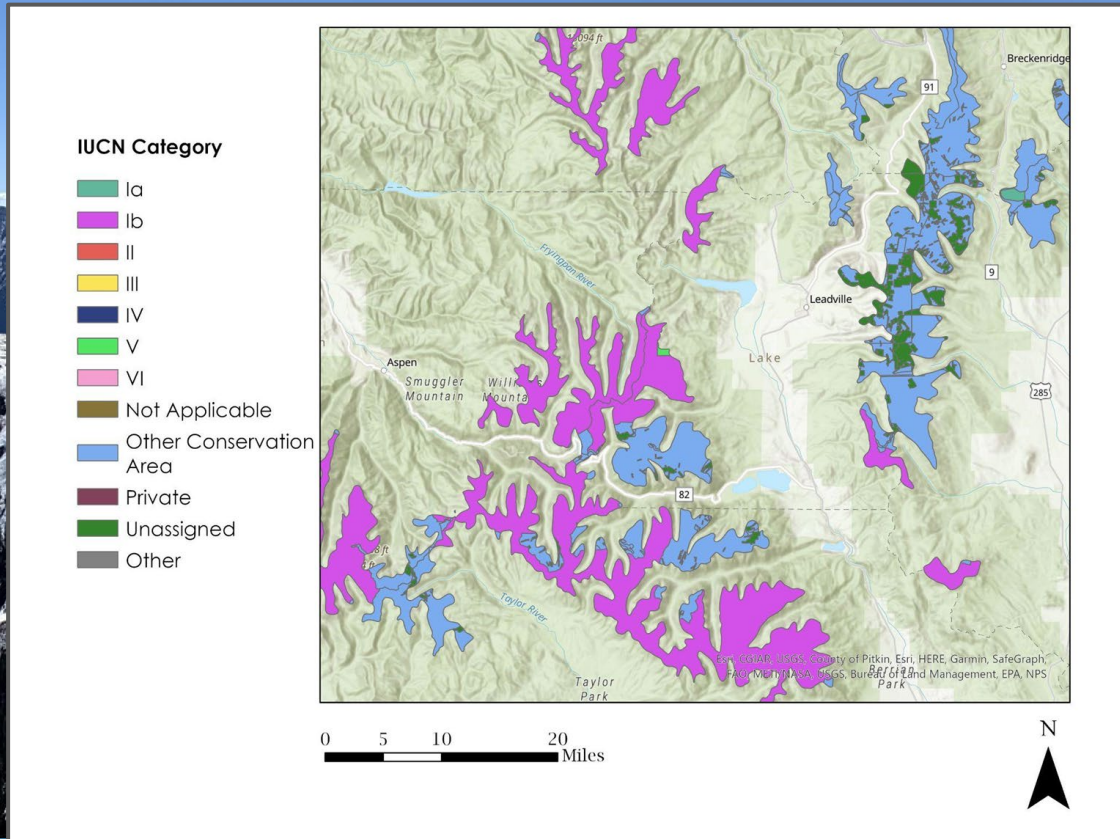 IUCN Category
Ia
Ib
II
III
IV
V
VI
Not Applicable
Other Conservation
Area
Private
Unassigned
Other
Breckenridge
91
Fryingpan River
9
Leadville
Lake
Aspen
Smuggler
Mountain
285
82
Taylor River
Taylor
Park
Esri, CGIAR, USGS, County of Pitkin, Esri, HERE, Garmin, SafeGraph,
FAO, METI/NASA, USGS, Bureau of Land Management, EPA, NPS
Park
0 5 10 20
Miles
N